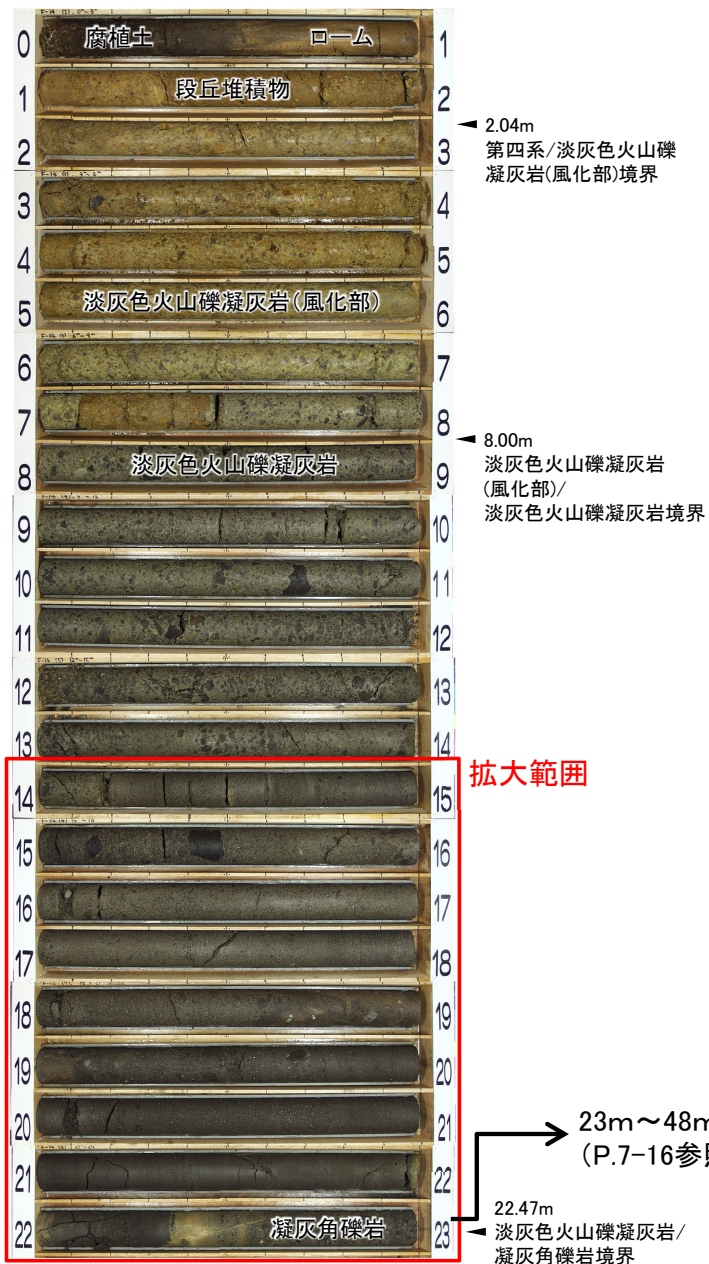 0 腐植土 ローム 1
1 段丘堆積物 2
2 3
2.04m
第四系/淡灰色火山礫
凝灰岩(風化部)境界
3 4
4 5
5 淡灰色火山礫凝灰岩(風化部) 6
6 7
7 8
8.00m
淡灰色火山礫凝灰岩
(風化部)/
淡灰色火山礫凝灰岩境界
8 淡灰色火山礫凝灰岩 9
9 10
10 11
11 12
12 13
13 14
拡大範囲
14 15
15 16
16 17
17 18
18 19
19 20
20 21
23m～48m
(P.7-16参照
21 22
22 凝灰角礫岩 23
22.47m
淡灰色火山礫凝灰岩/
凝灰角礫岩境界